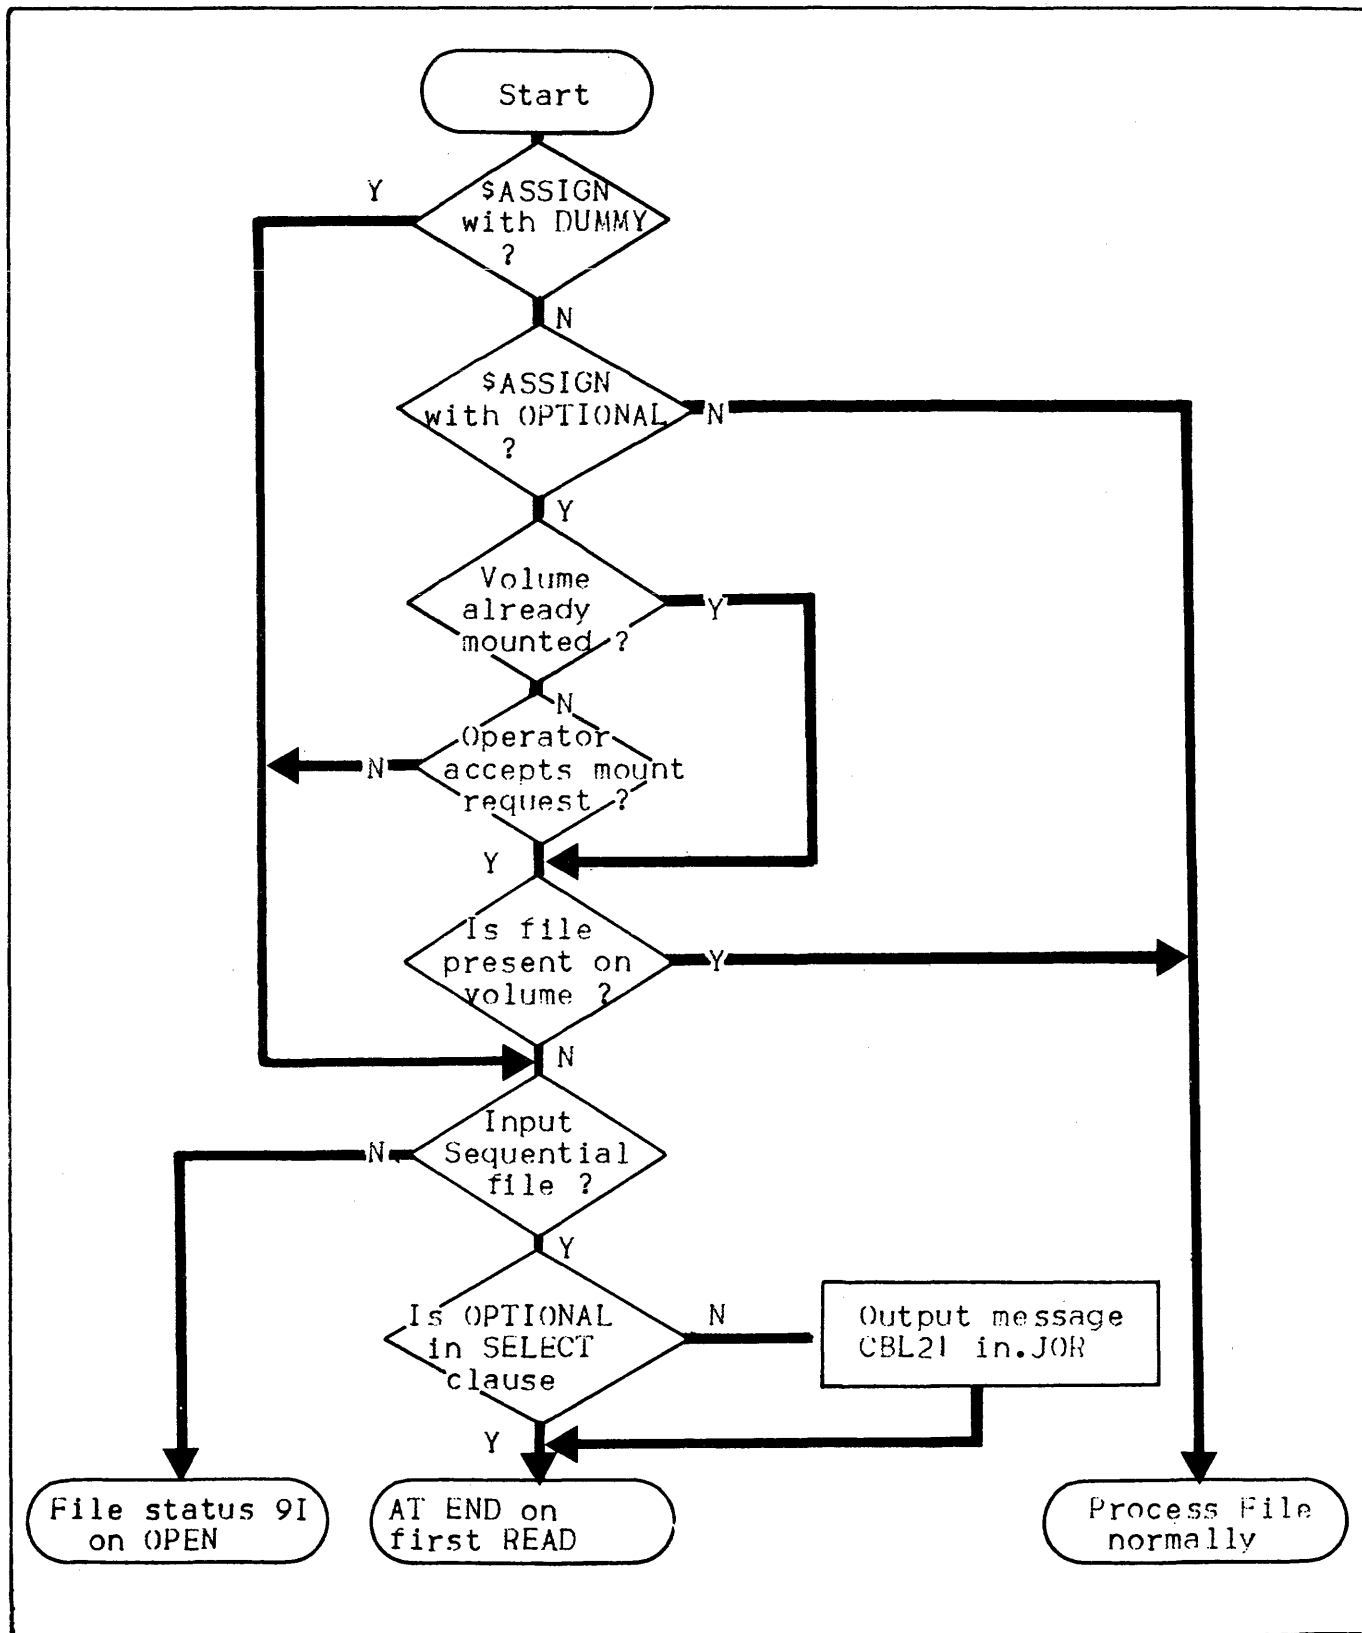 Start
Y
$ASSIGN
with DUMMY
?
N
$ASSIGN
with OPTIONAL
?
N
Y
Volume
already
mounted ?
Y
N
Operator
accepts mount
request ?
N
Y
Is file
present on
volume ?
Y
N
Input
Sequential
file ?
N
Y
Is OPTIONAL
in SELECT
clause
N
Output message
CBL21 in.JOR
Y
File status 9I
on OPEN
AT END on
first READ
Process File
normally